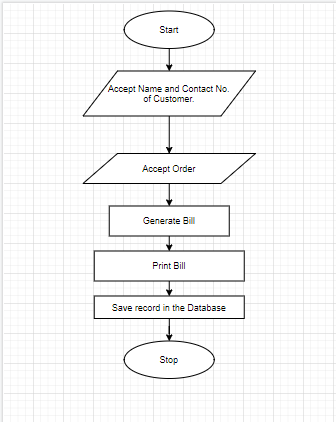 Start
Accept Name and Contact No.
of Customer.
Accept Order
Generate Bill
Print Bill
Save record in the Database
Stop